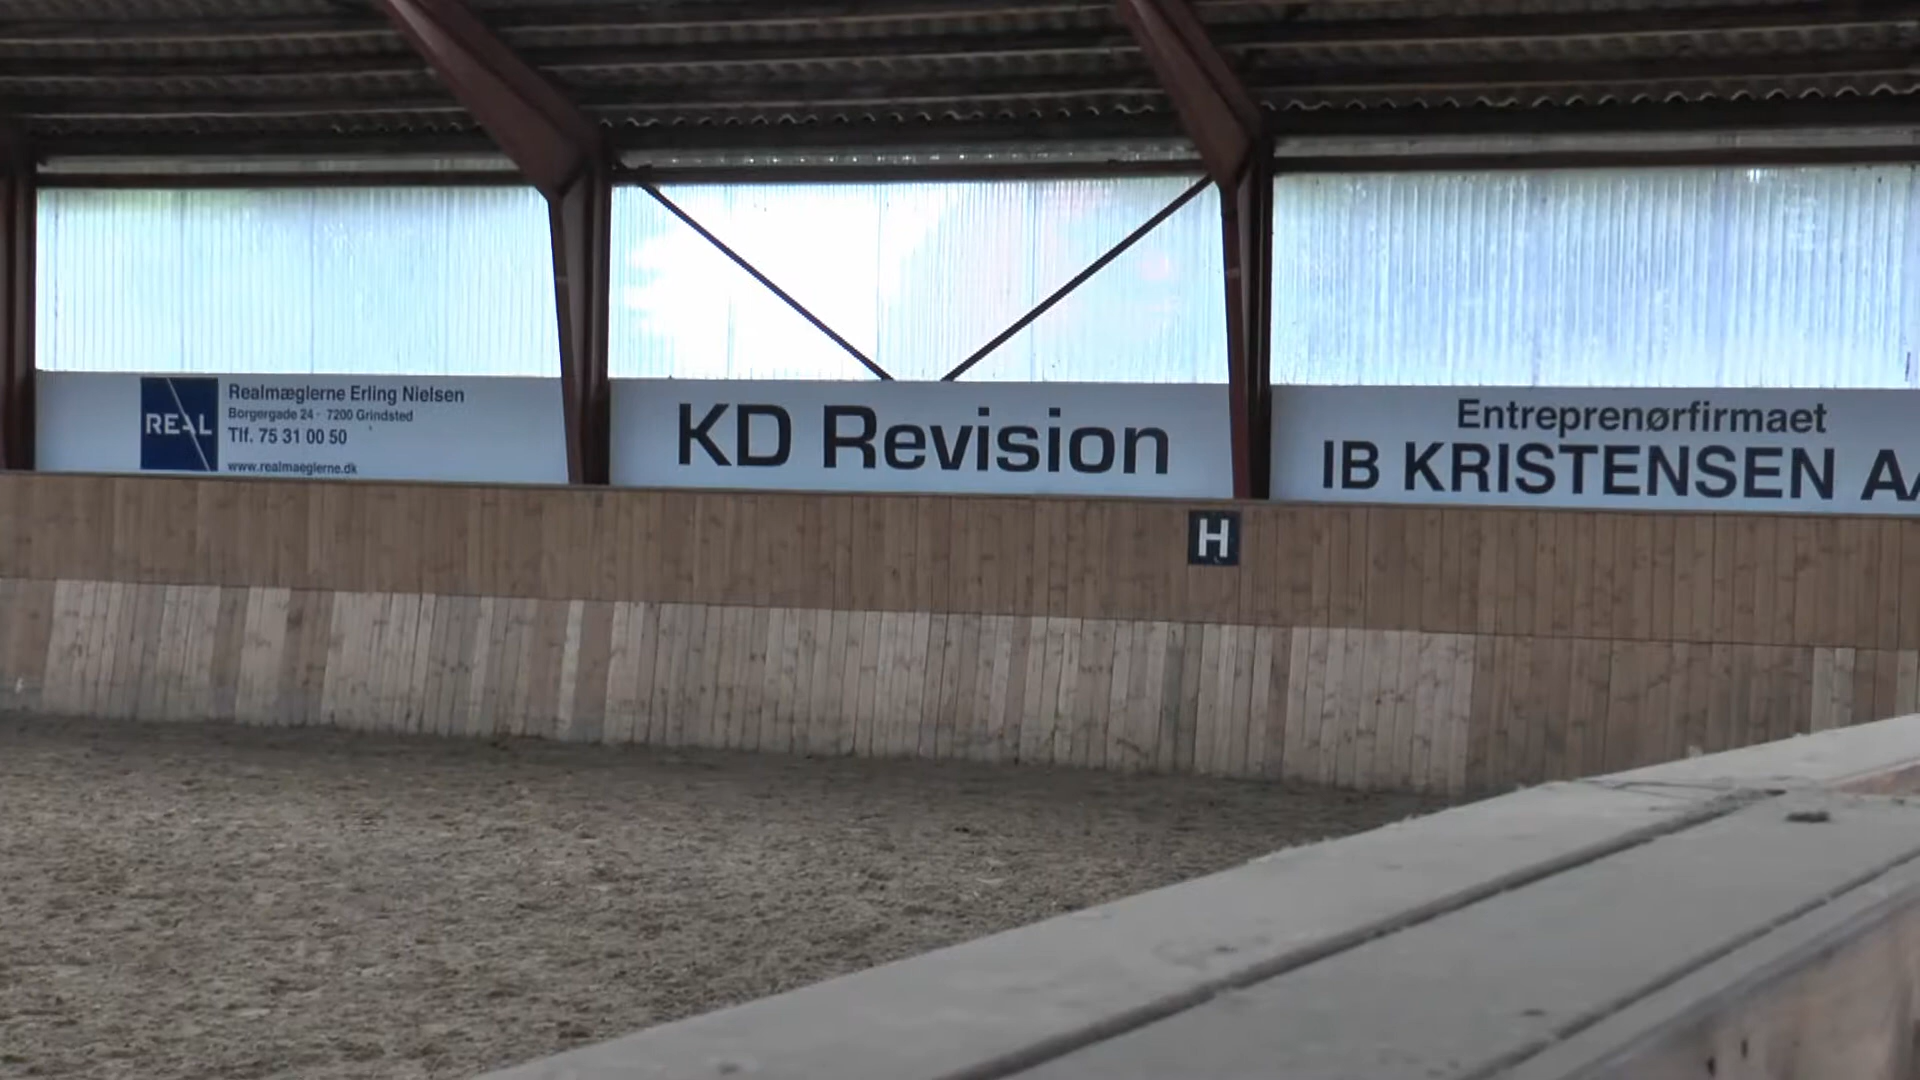 REAL
Realmæglerne Erling Nielsen
Borgergade 24 · 7200 Grindsted
Tlf. 75 31 00 50
www.realmaeglerne.dk
KD Revision
Entreprenørfirmaet
IB KRISTENSEN
H